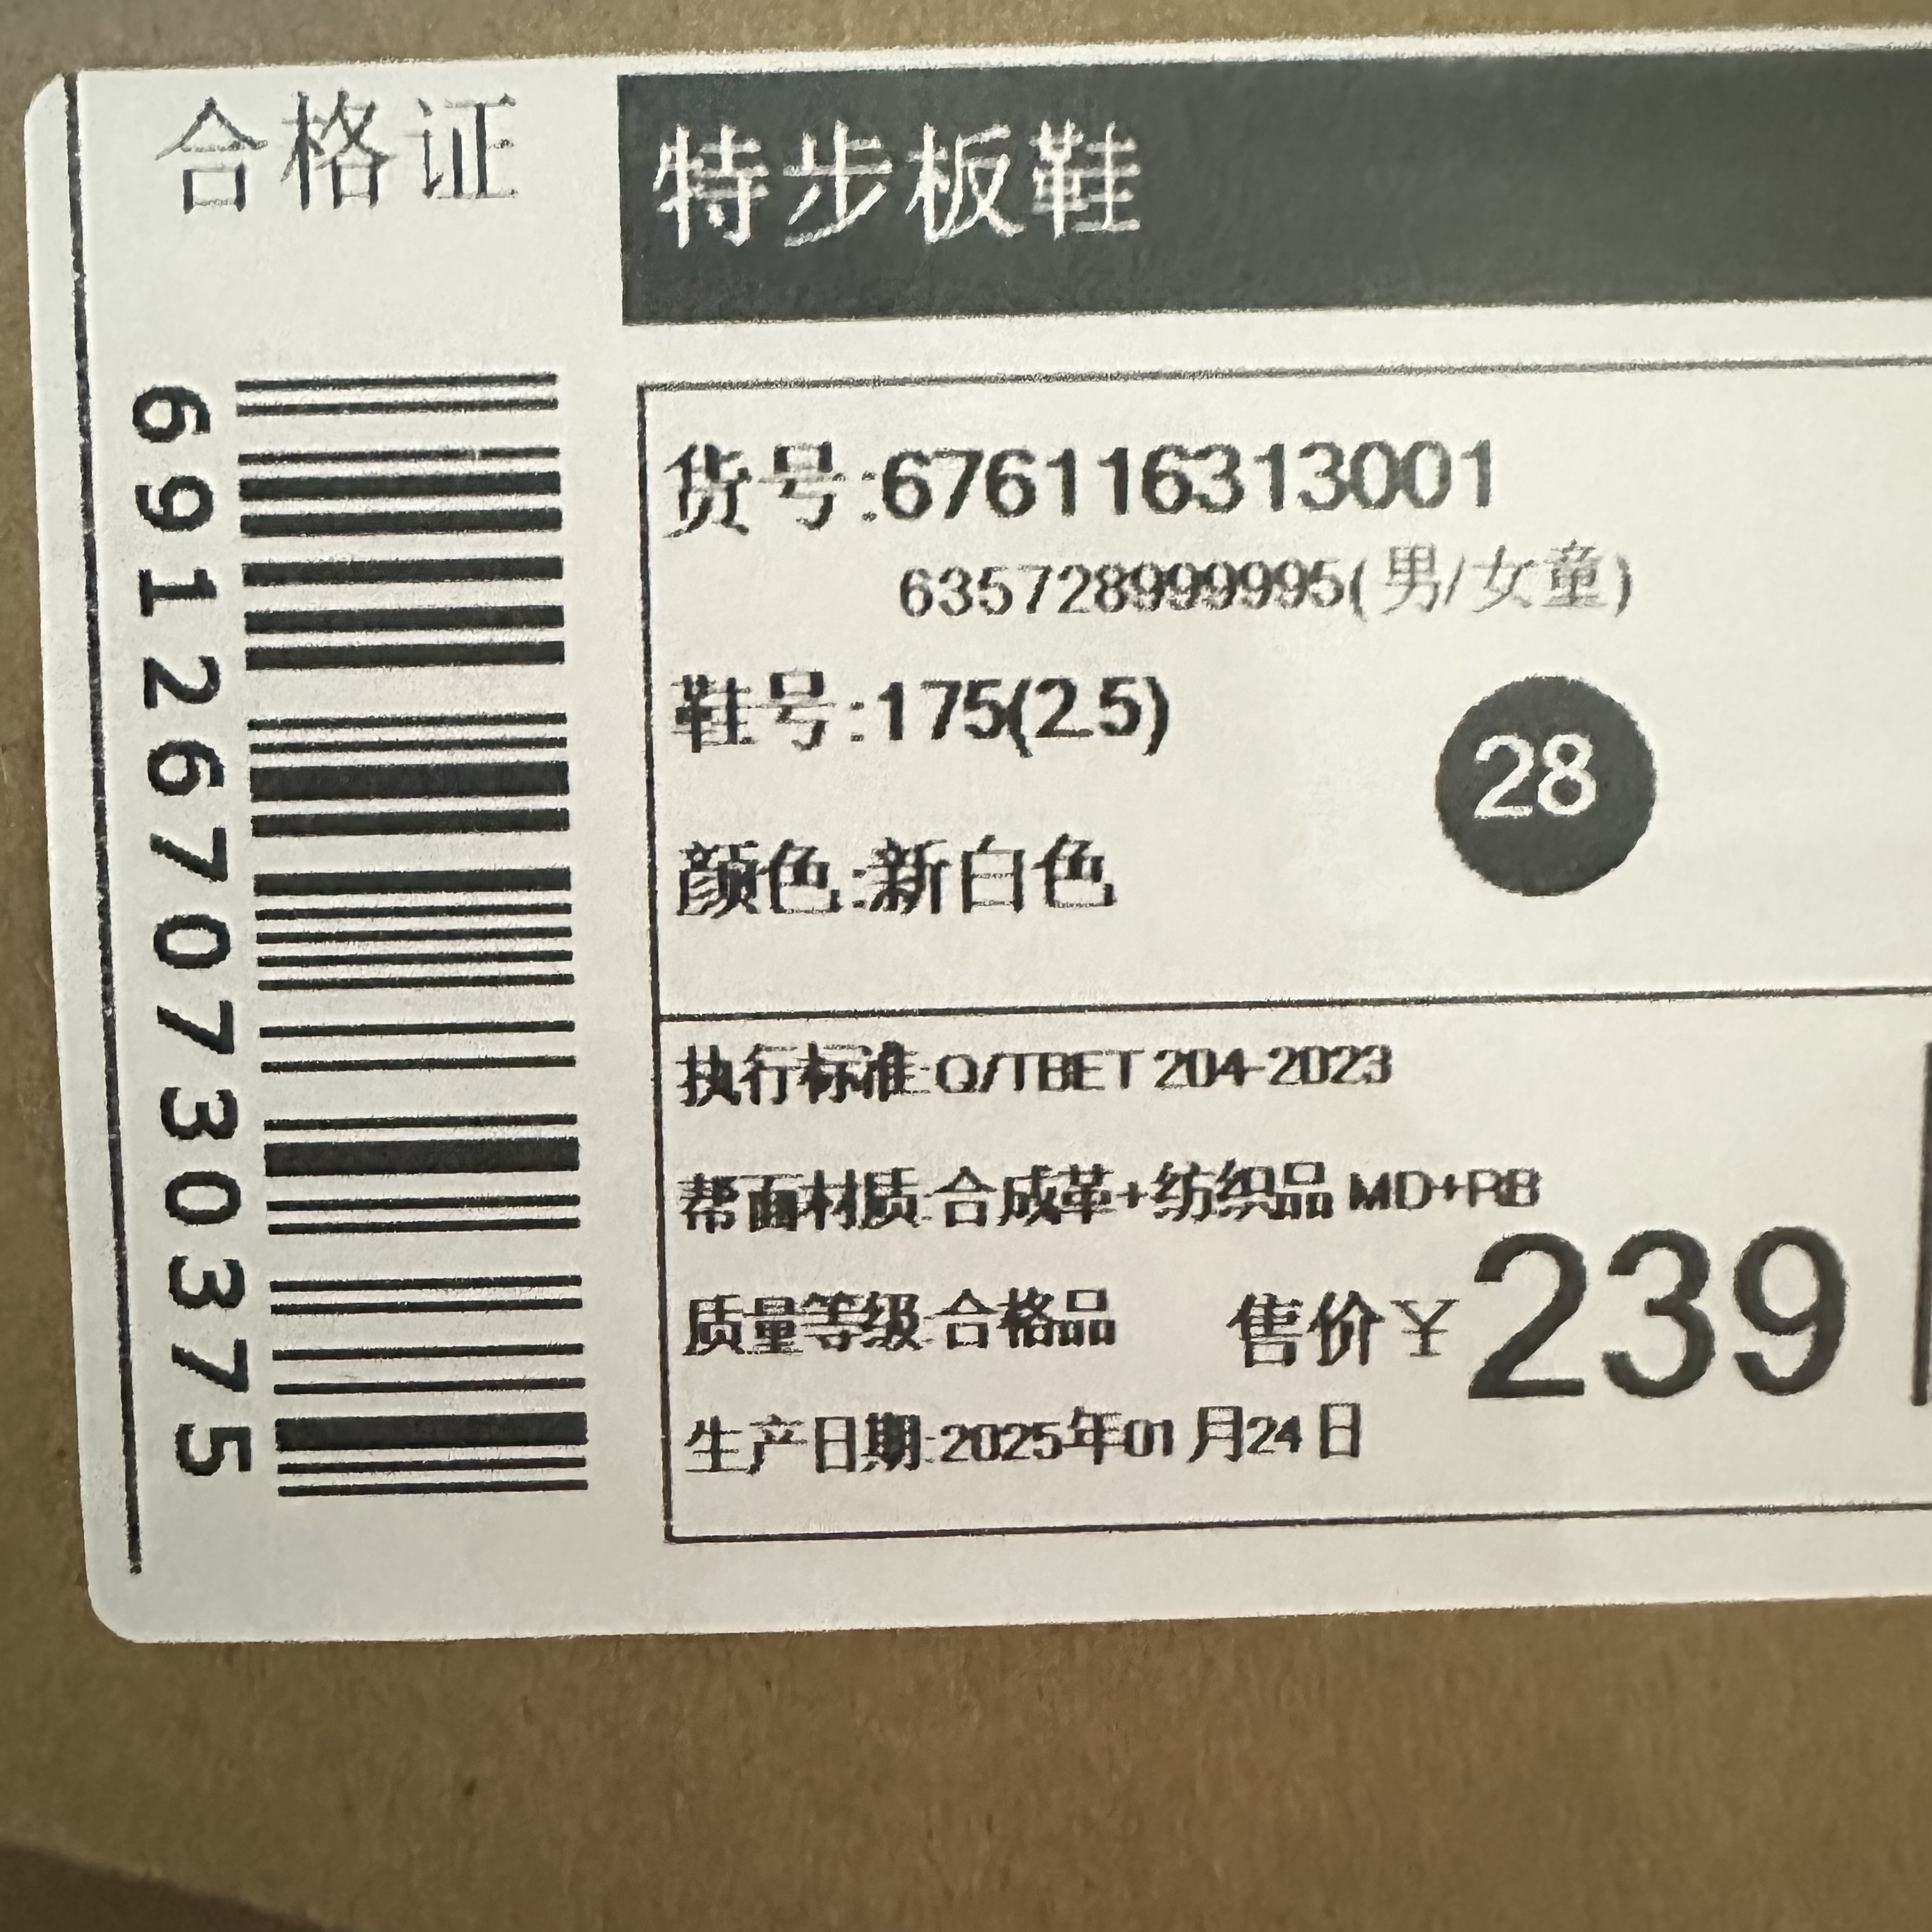 合格证
特步板鞋
6912670730375
货号:676116313001
635728999995(男/女童)
鞋号:175(2.5)
28
颜色:新白色
执行标准:Q/TBET 204-2023
帮面材质:合成革+纺织品 MD+RB
质量等级:合格品
售价¥239
生产日期:2025年01月24日